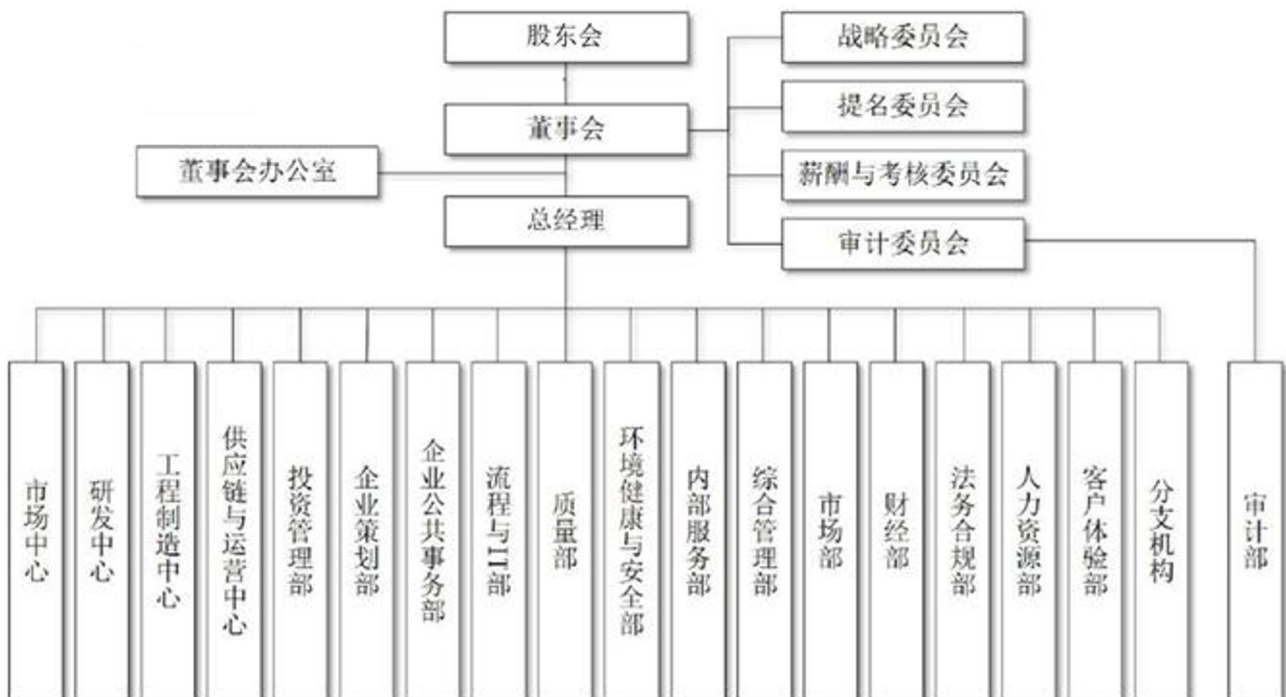 股东会
战略委员会
提名委员会
董事会
董事会办公室
薪酬与考核委员会
总经理
审计委员会
市场中心
研发中心
工程制造中心
供应链与运营中心
投资管理部
企业策划部
企业公共事务部
流程与IT部
质量部
环境健康与安全部
内部服务部
综合管理部
市场部
财经部
法务合规部
人力资源部
客户体验部
分支机构
审计部